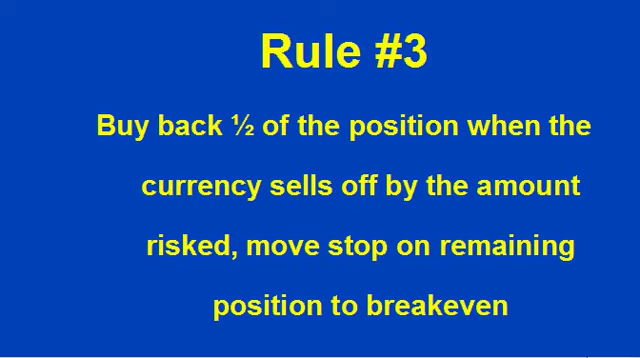 Rule #3
Buy back ½ of the position when the
currency sells off by the amount
risked, move stop on remaining
position to breakeven